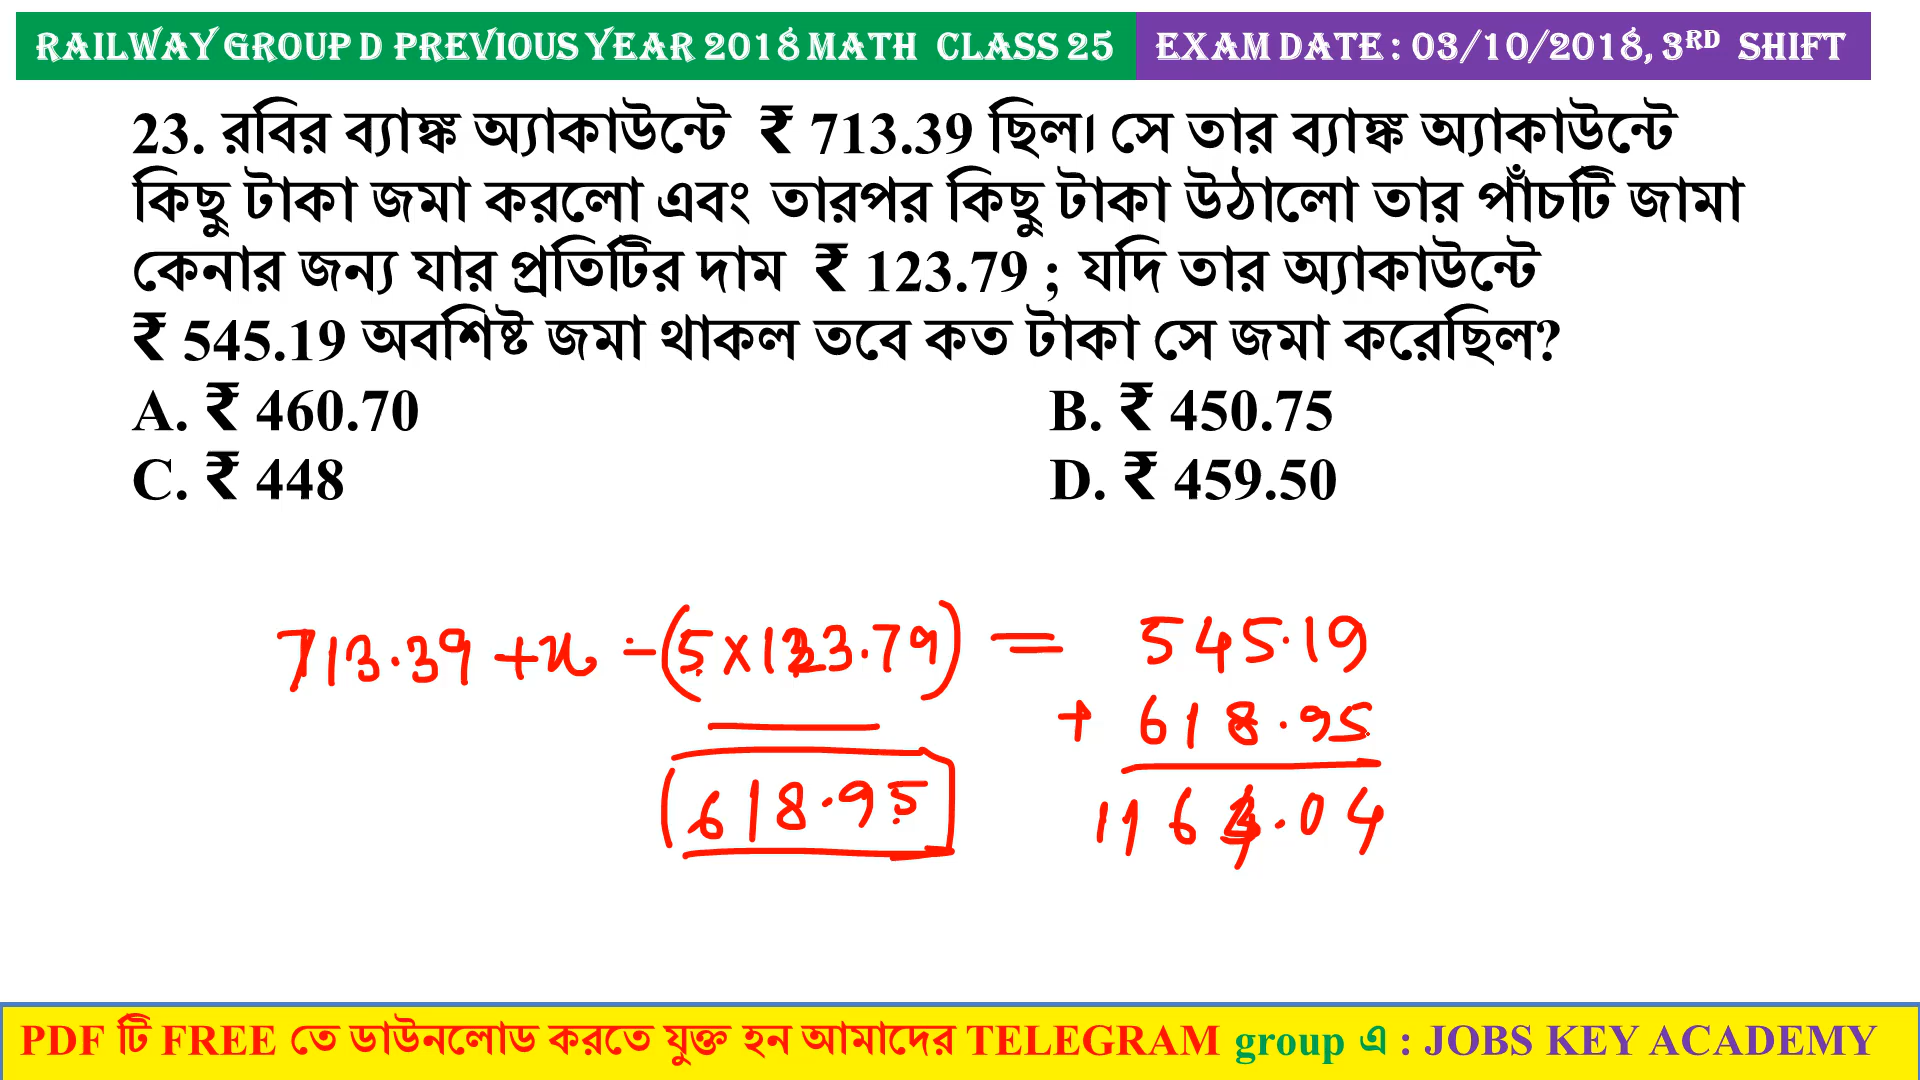 RAILWAY GROUP D PREVIOUS YEAR 2018 MATH CLASS 25 EXAM DATE : 03/10/2018, 3RD SHIFT
23. রবির ব্যাঙ্ক অ্যাকাউন্টে ₹ 713.39 ছিল। সে তার ব্যাঙ্ক অ্যাকাউন্টে
কিছু টাকা জমা করলো এবং তারপর কিছু টাকা উঠালো তার পাঁচটি জামা
কেনার জন্য যার প্রতিটির দাম ₹ 123.79 ; যদি তার অ্যাকাউন্টে
₹ 545.19 অবশিষ্ট জমা থাকল তবে কত টাকা সে জমা করেছিল?
A. ₹ 460.70 B. ₹ 450.75
C. ₹ 448 D. ₹ 459.50
713.39 + x - (5 x 123.79) = 545.19
+ 618.95
618.95 1164.04
PDF টি FREE তে ডাউনলোড করতে যুক্ত হন আমাদের TELEGRAM group এ : JOBS KEY ACADEMY